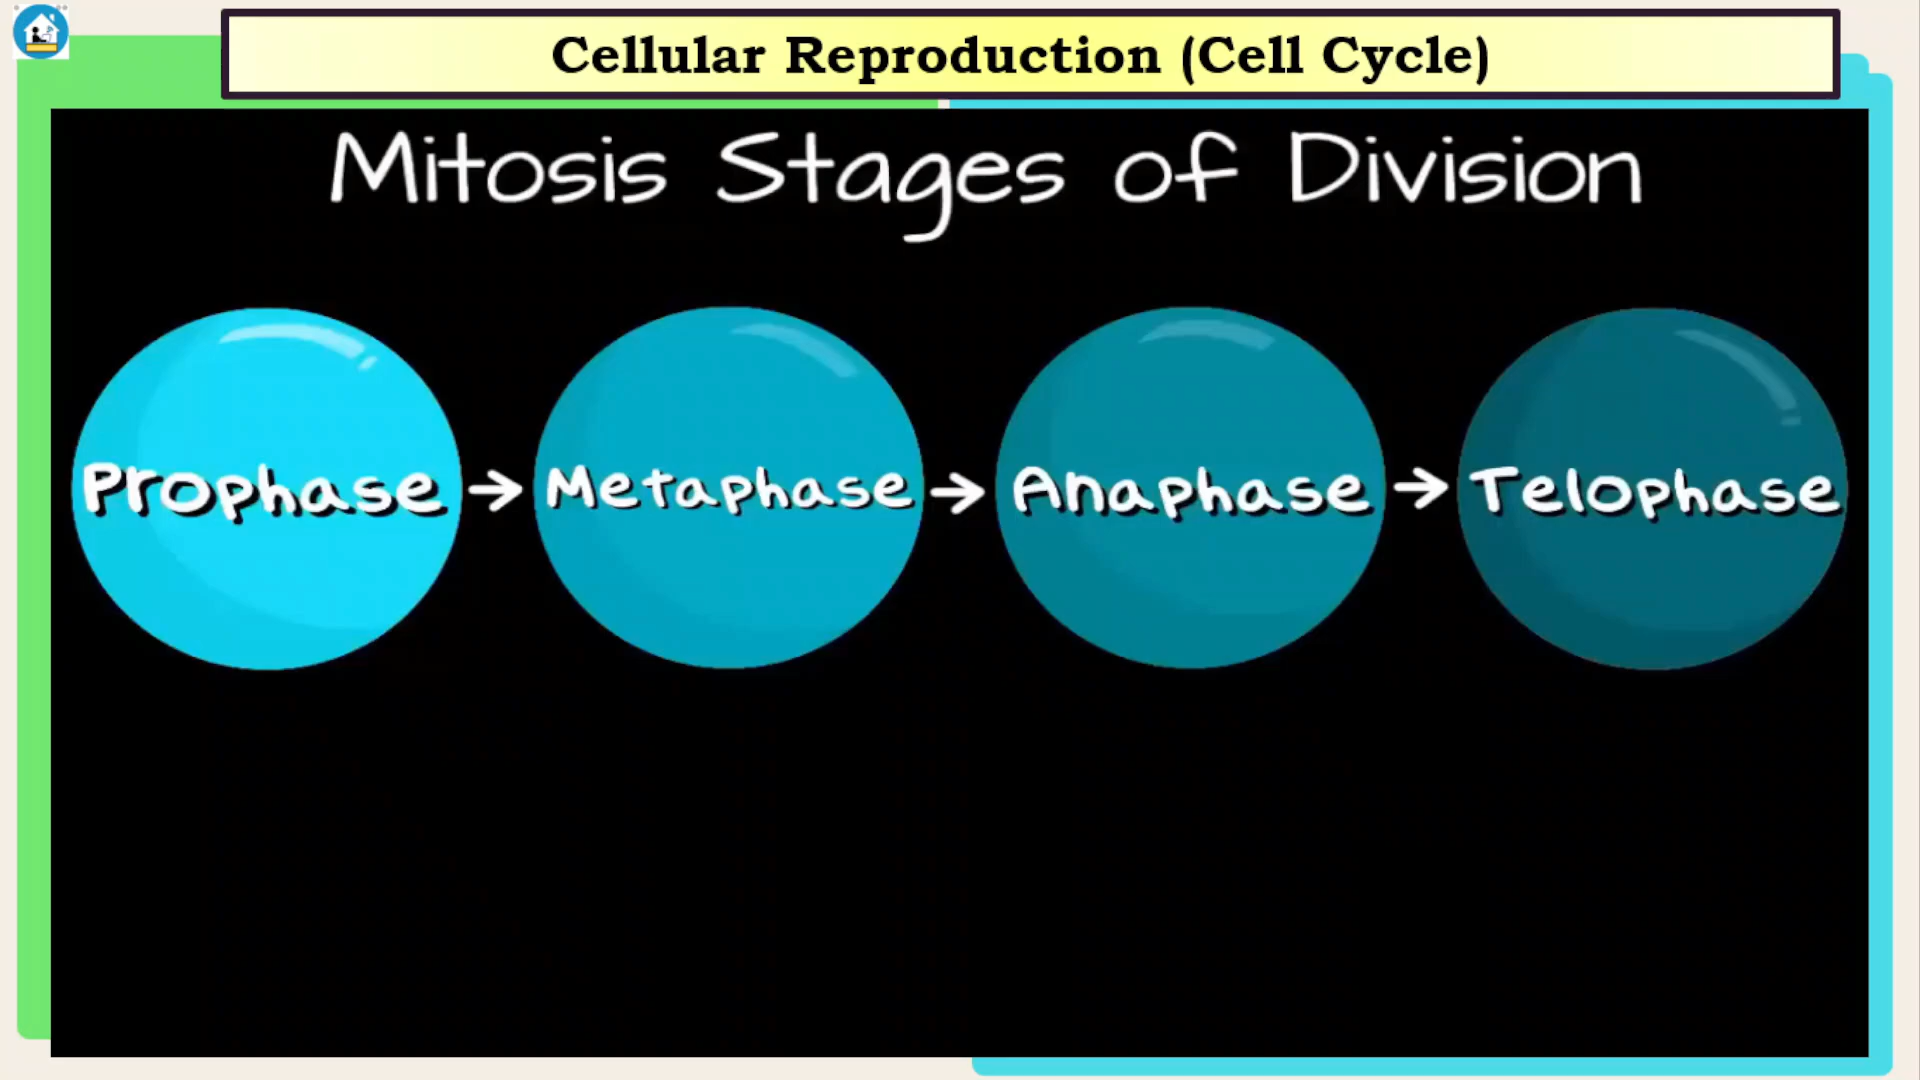 Cellular Reproduction (Cell Cycle)
Mitosis Stages of Division
Prophase → Metaphase → Anaphase → Telophase